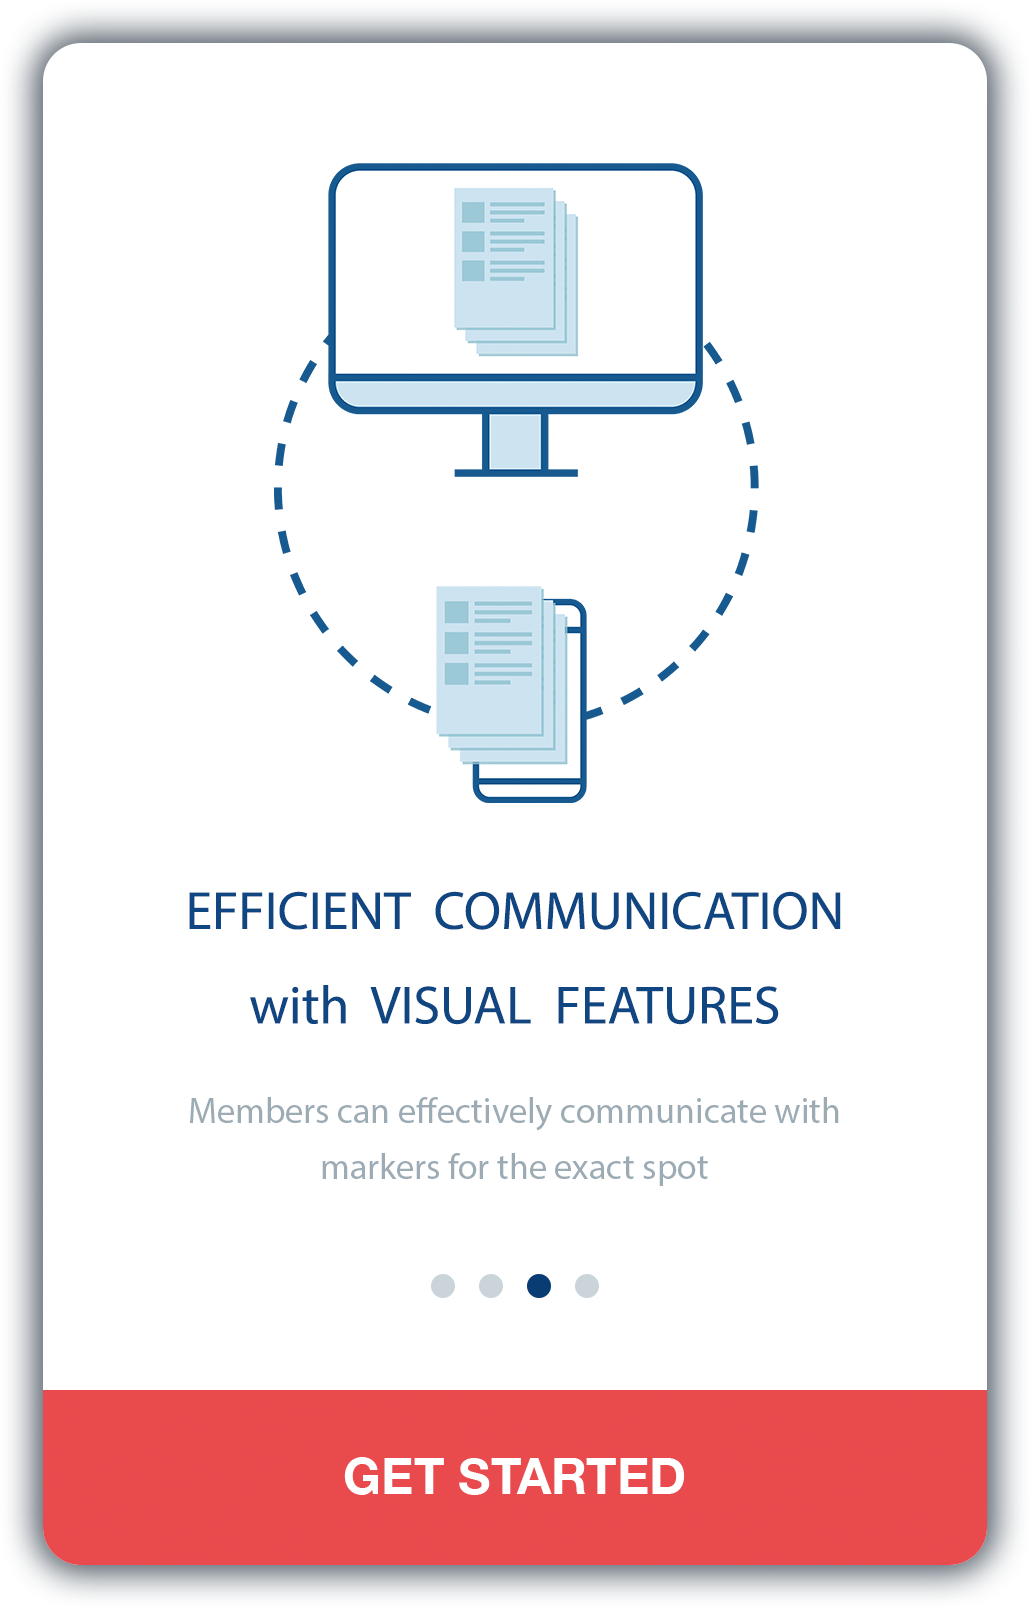 EFFICIENT COMMUNICATION
with VISUAL FEATURES
Members can effectively communicate with
markers for the exact spot
GET STARTED